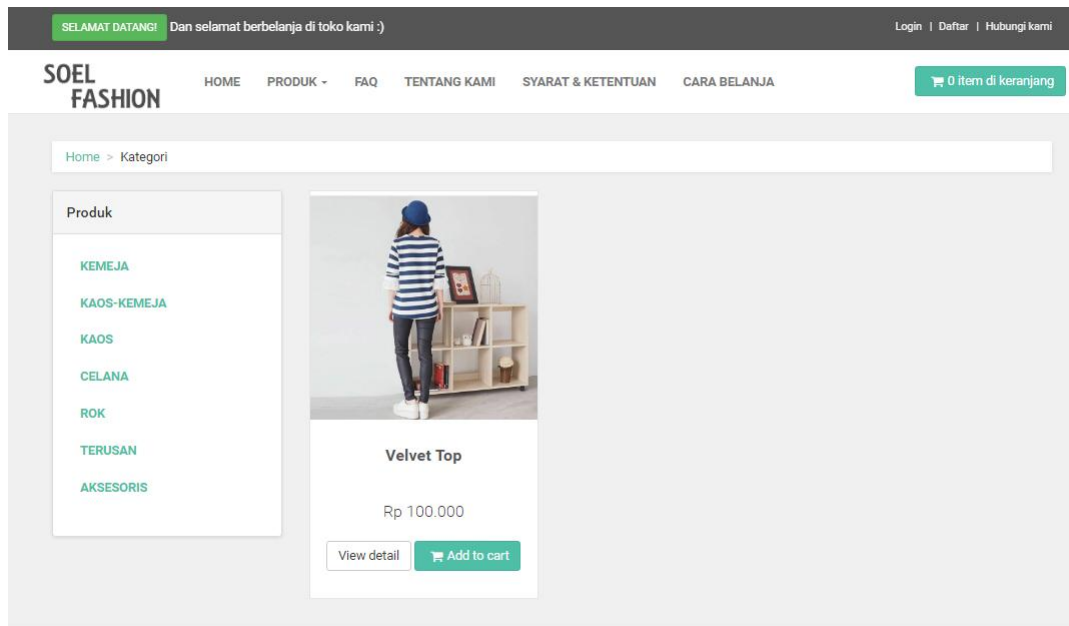 SELAMAT DATANG! Dan selamat berbelanja di toko kami :)
Login | Daftar | Hubungi kami
SOEL
FASHION
HOME PRODUK FAQ TENTANG KAMI SYARAT & KETENTUAN CARA BELANJA
0 item di keranjang
Home > Kategori
Produk
KEMEJA
KAOS-KEMEJA
KAOS
CELANA
ROK
TERUSAN
AKSESORIS
Velvet Top
Rp 100.000
View detail
Add to cart